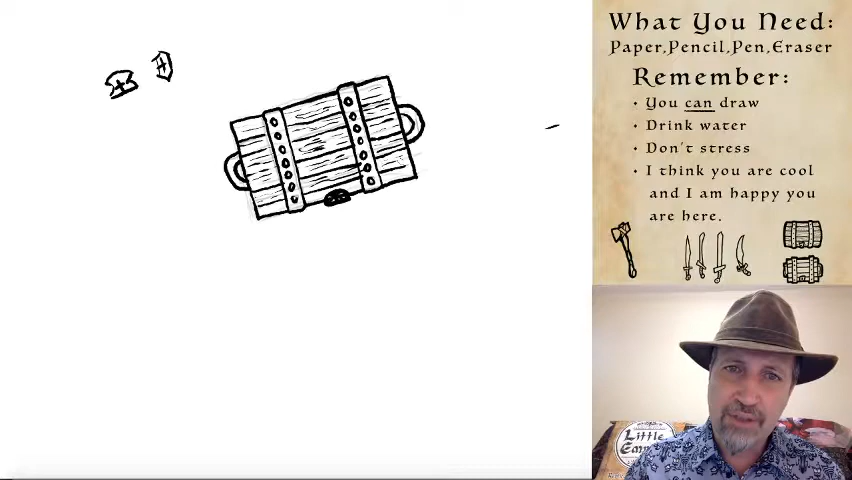 What You Need:
Paper,Pencil,Pen,Eraser
Remember:
• You can draw
• Drink water
• Don't stress
• I think you are cool
and I am happy you
are here.
Little